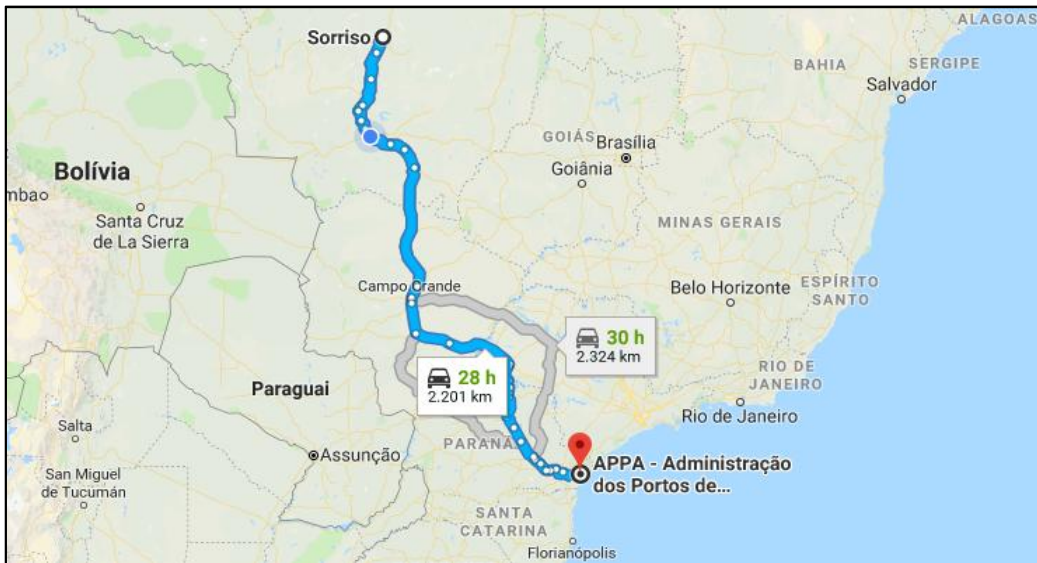 ALAGOAS
Sorriso
BAHIA
SERGIPE
Salvador
GOIÁS
Brasília
Bolívia
Goiânia
mba
Santa Cruz
de La Sierra
MINAS GERAIS
Campo Grande
Belo Horizonte
ESPÍRITO
SANTO
30 h
2.324 km
28 h
2.201 km
RIO DE
JANEIRO
Paraguai
Rio de Janeiro
Salta
PARANÁ
Assunção
APPA - Administração
dos Portos de...
San Miguel
de Tucumán
SANTA
CATARINA
Florianópolis